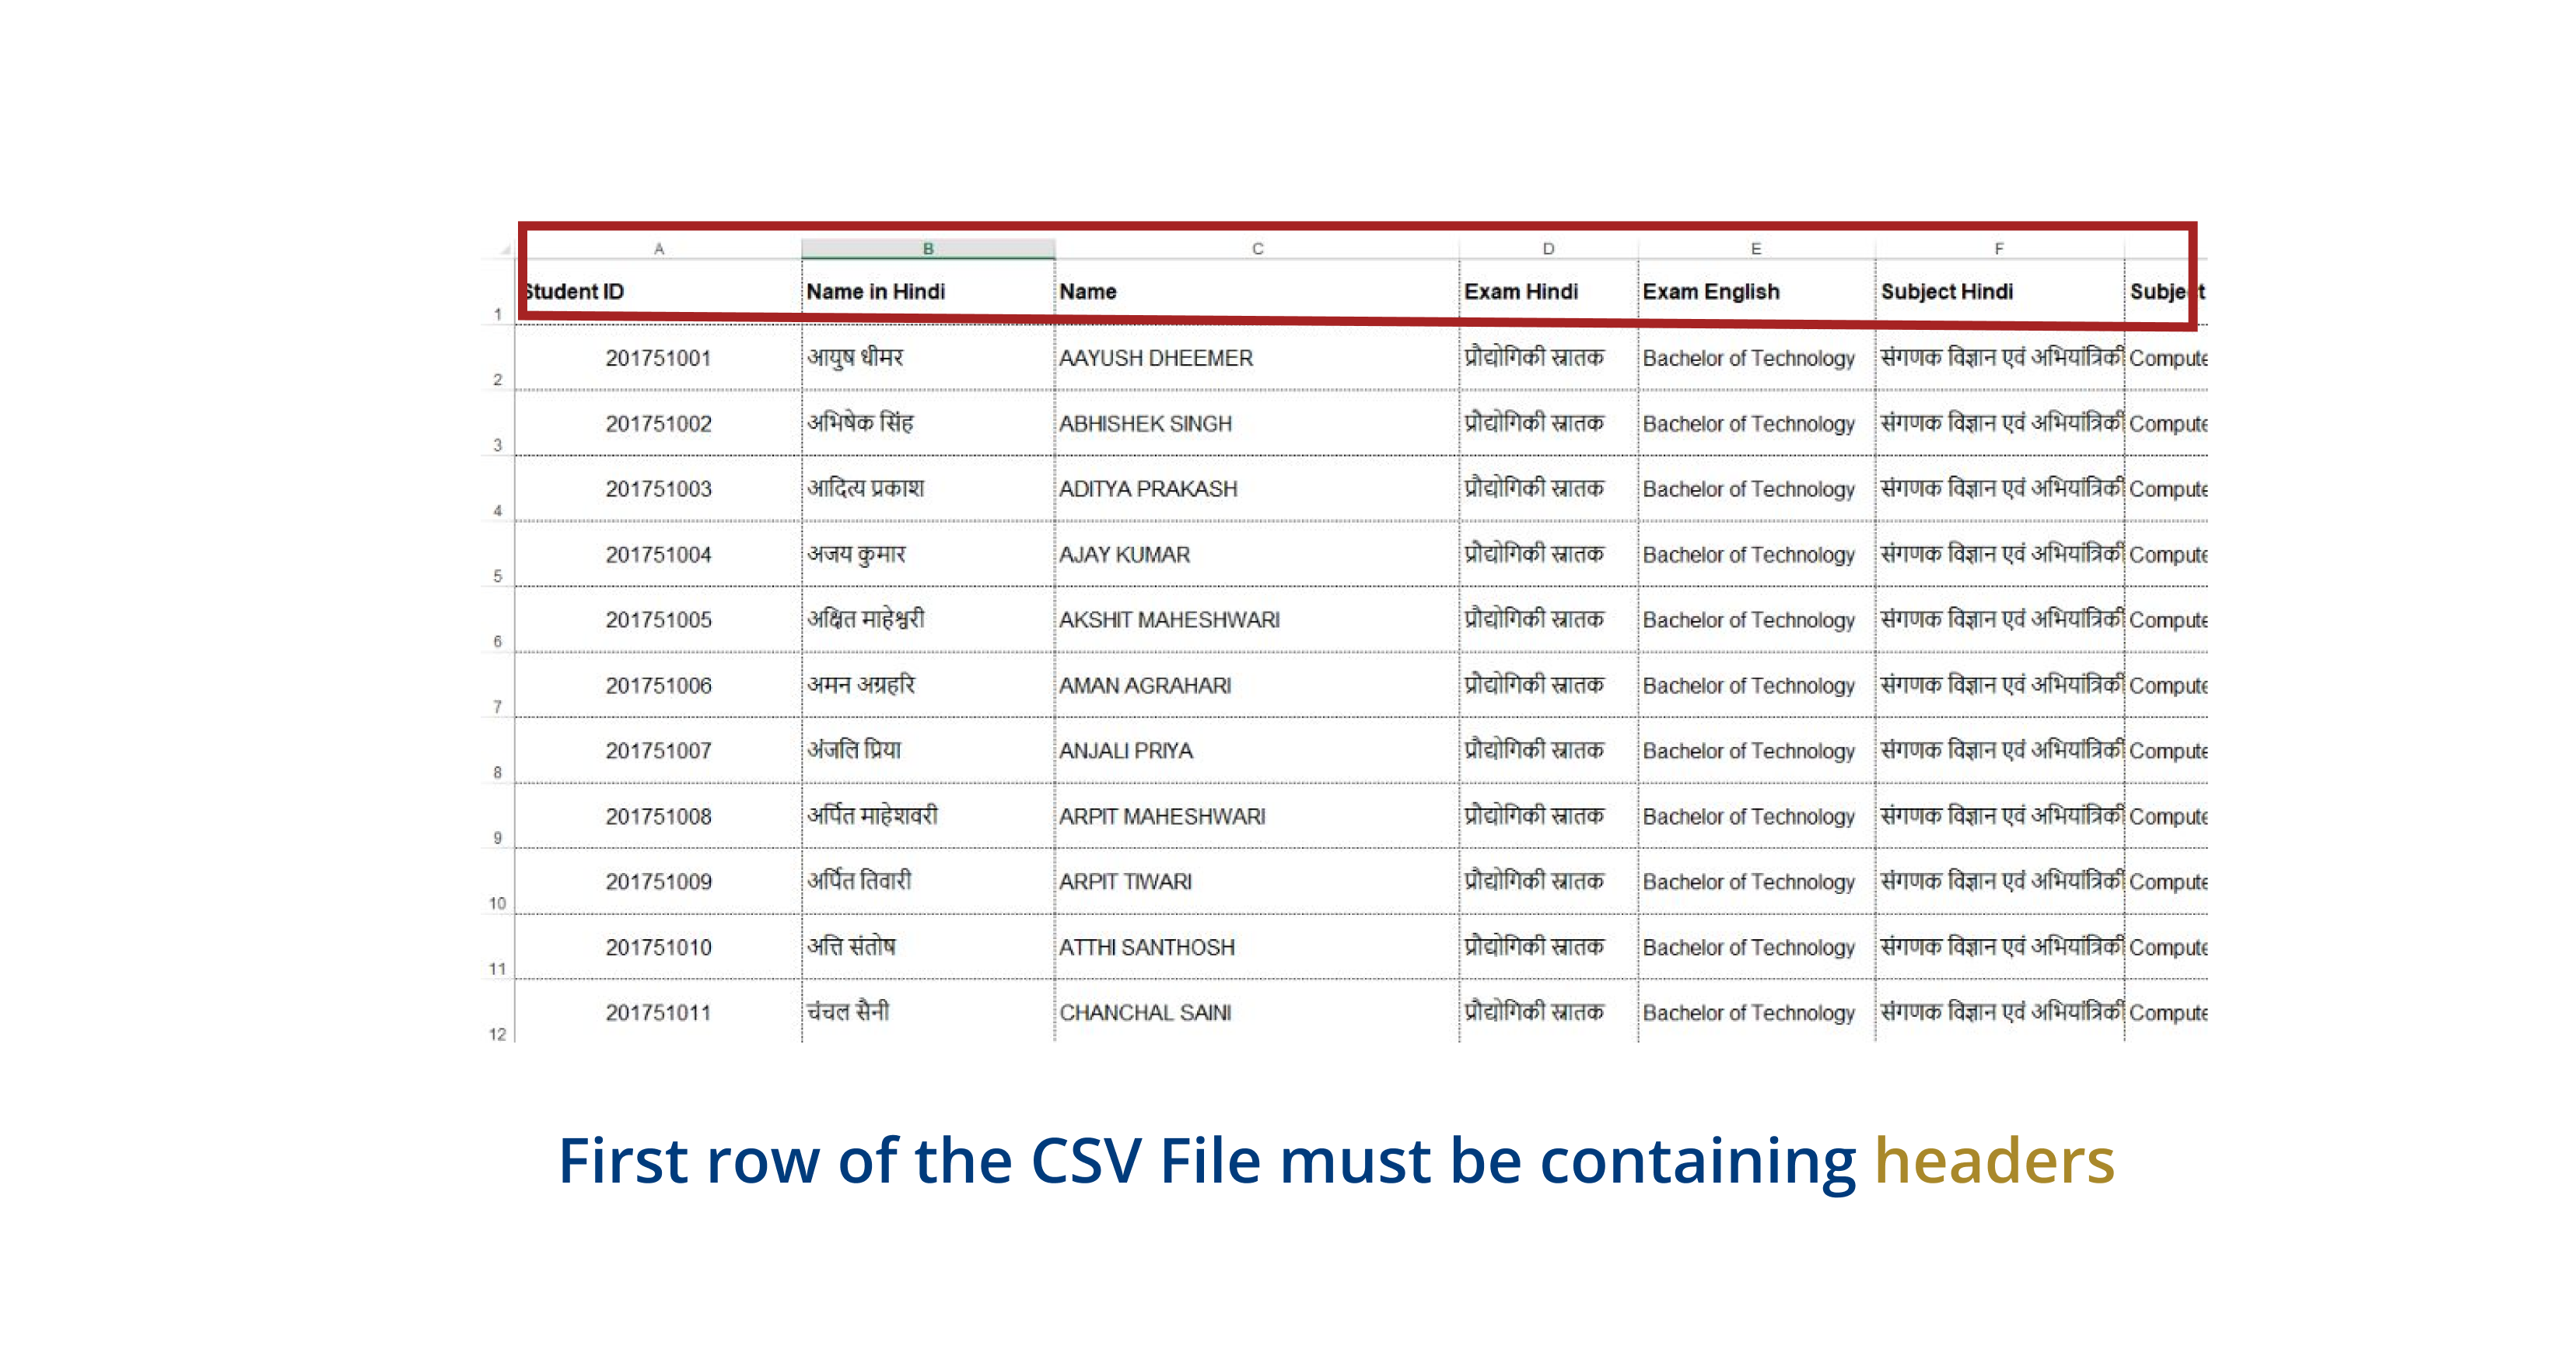 A B C D E F
1 Student ID Name in Hindi Name Exam Hindi Exam English Subject Hindi Subject
2 201751001 आयुष धीमर AAYUSH DHEEMER प्रौद्योगिकी स्नातक Bachelor of Technology संगणक विज्ञान एवं अभियांत्रिकी Compute
3 201751002 अभिषेक सिंह ABHISHEK SINGH प्रौद्योगिकी स्नातक Bachelor of Technology संगणक विज्ञान एवं अभियांत्रिकी Compute
4 201751003 आदित्य प्रकाश ADITYA PRAKASH प्रौद्योगिकी स्नातक Bachelor of Technology संगणक विज्ञान एवं अभियांत्रिकी Compute
5 201751004 अजय कुमार AJAY KUMAR प्रौद्योगिकी स्नातक Bachelor of Technology संगणक विज्ञान एवं अभियांत्रिकी Compute
6 201751005 अक्षित माहेश्वरी AKSHIT MAHESHWARI प्रौद्योगिकी स्नातक Bachelor of Technology संगणक विज्ञान एवं अभियांत्रिकी Compute
7 201751006 अमन अग्रहरि AMAN AGRAHARI प्रौद्योगिकी स्नातक Bachelor of Technology संगणक विज्ञान एवं अभियांत्रिकी Compute
8 201751007 अंजलि प्रिया ANJALI PRIYA प्रौद्योगिकी स्नातक Bachelor of Technology संगणक विज्ञान एवं अभियांत्रिकी Compute
9 201751008 अर्पित माहेशवरी ARPIT MAHESHWARI प्रौद्योगिकी स्नातक Bachelor of Technology संगणक विज्ञान एवं अभियांत्रिकी Compute
10 201751009 अर्पित तिवारी ARPIT TIWARI प्रौद्योगिकी स्नातक Bachelor of Technology संगणक विज्ञान एवं अभियांत्रिकी Compute
11 201751010 अत्ति संतोष ATTHI SANTHOSH प्रौद्योगिकी स्नातक Bachelor of Technology संगणक विज्ञान एवं अभियांत्रिकी Compute
12 201751011 चंचल सैनी CHANCHAL SAINI प्रौद्योगिकी स्नातक Bachelor of Technology संगणक विज्ञान एवं अभियांत्रिकी Compute
First row of the CSV File must be containing headers